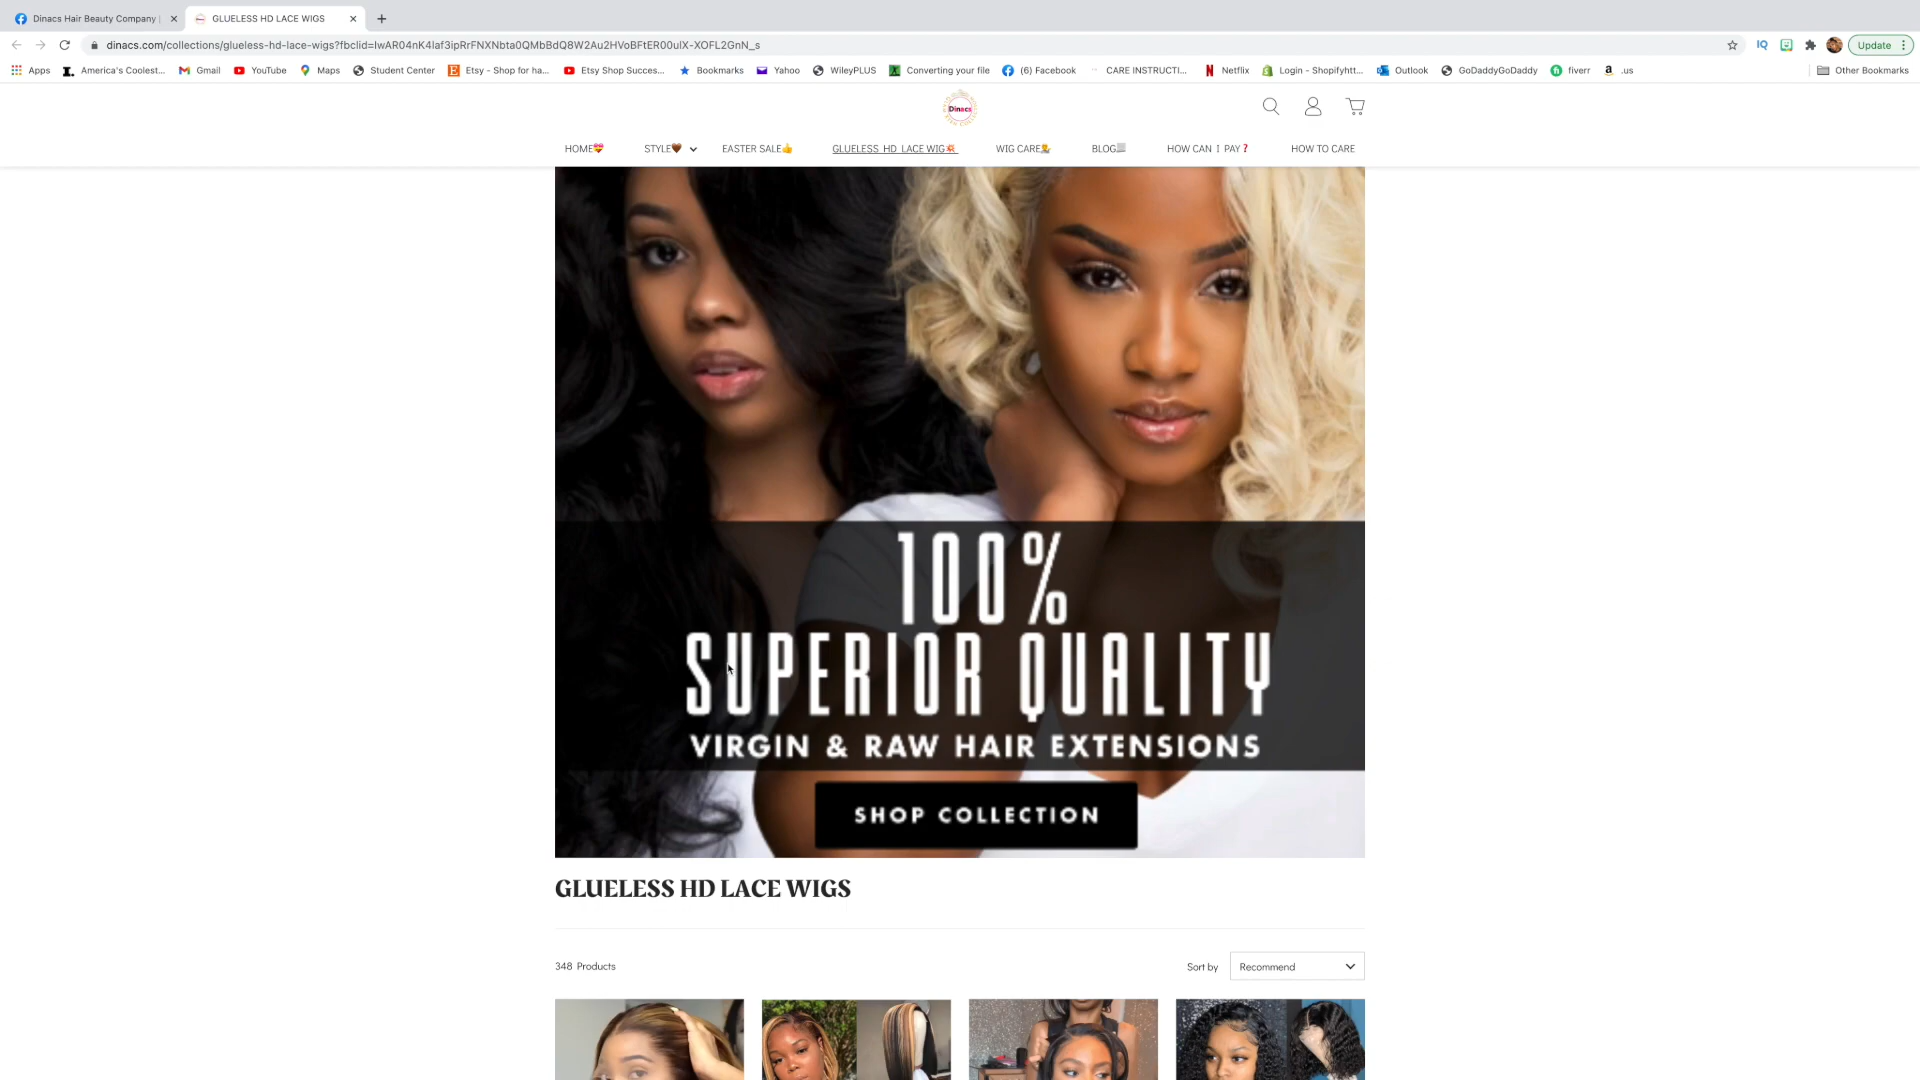 Dinacs Hair Beauty Company |
GLUELESS HD LACE WIGS
dinacs.com/collections/glueless-hd-lace-wigs?fbclid=IwAR04nK4Iaf3ipRrFNXNbta0QMbBdQ8W2Au2HVoBFtER00ulX-XOFL2GnN_s
IQ
Update
Apps America's Coolest... Gmail YouTube Maps Student Center Etsy - Shop for ha... Etsy Shop Succes... Bookmarks Yahoo WileyPLUS Converting your file (6) Facebook CARE INSTRUCTI... Netflix Login - Shopifyhtt... Outlook GoDaddyGoDaddy fiverr .us Other Bookmarks
Dinacs
HOME STYLE EASTER SALE GLUELESS HD LACE WIG WIG CARE BLOG HOW CAN I PAY❓ HOW TO CARE
100%
SUPERIOR QUALITY
VIRGIN & RAW HAIR EXTENSIONS
SHOP COLLECTION
GLUELESS HD LACE WIGS
348 Products
Sort by Recommend